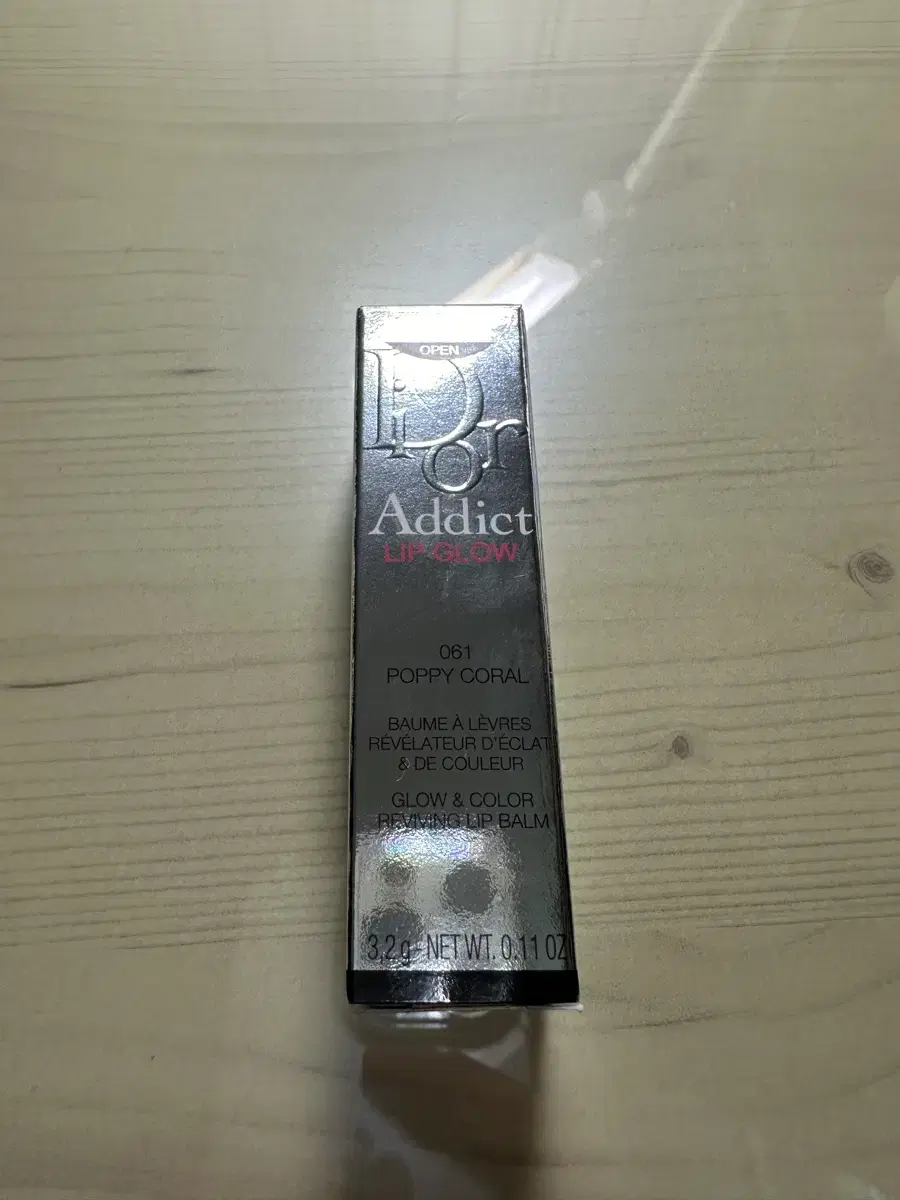 OPEN
Dior
Addict
LIP GLOW
061
POPPY CORAL
BAUME À LÈVRES
RÉVÉLATEUR D'ÉCLAT
& DE COULEUR
GLOW & COLOR
REVIVING LIP BALM
3,2 g - NET WT. 0.11 OZ